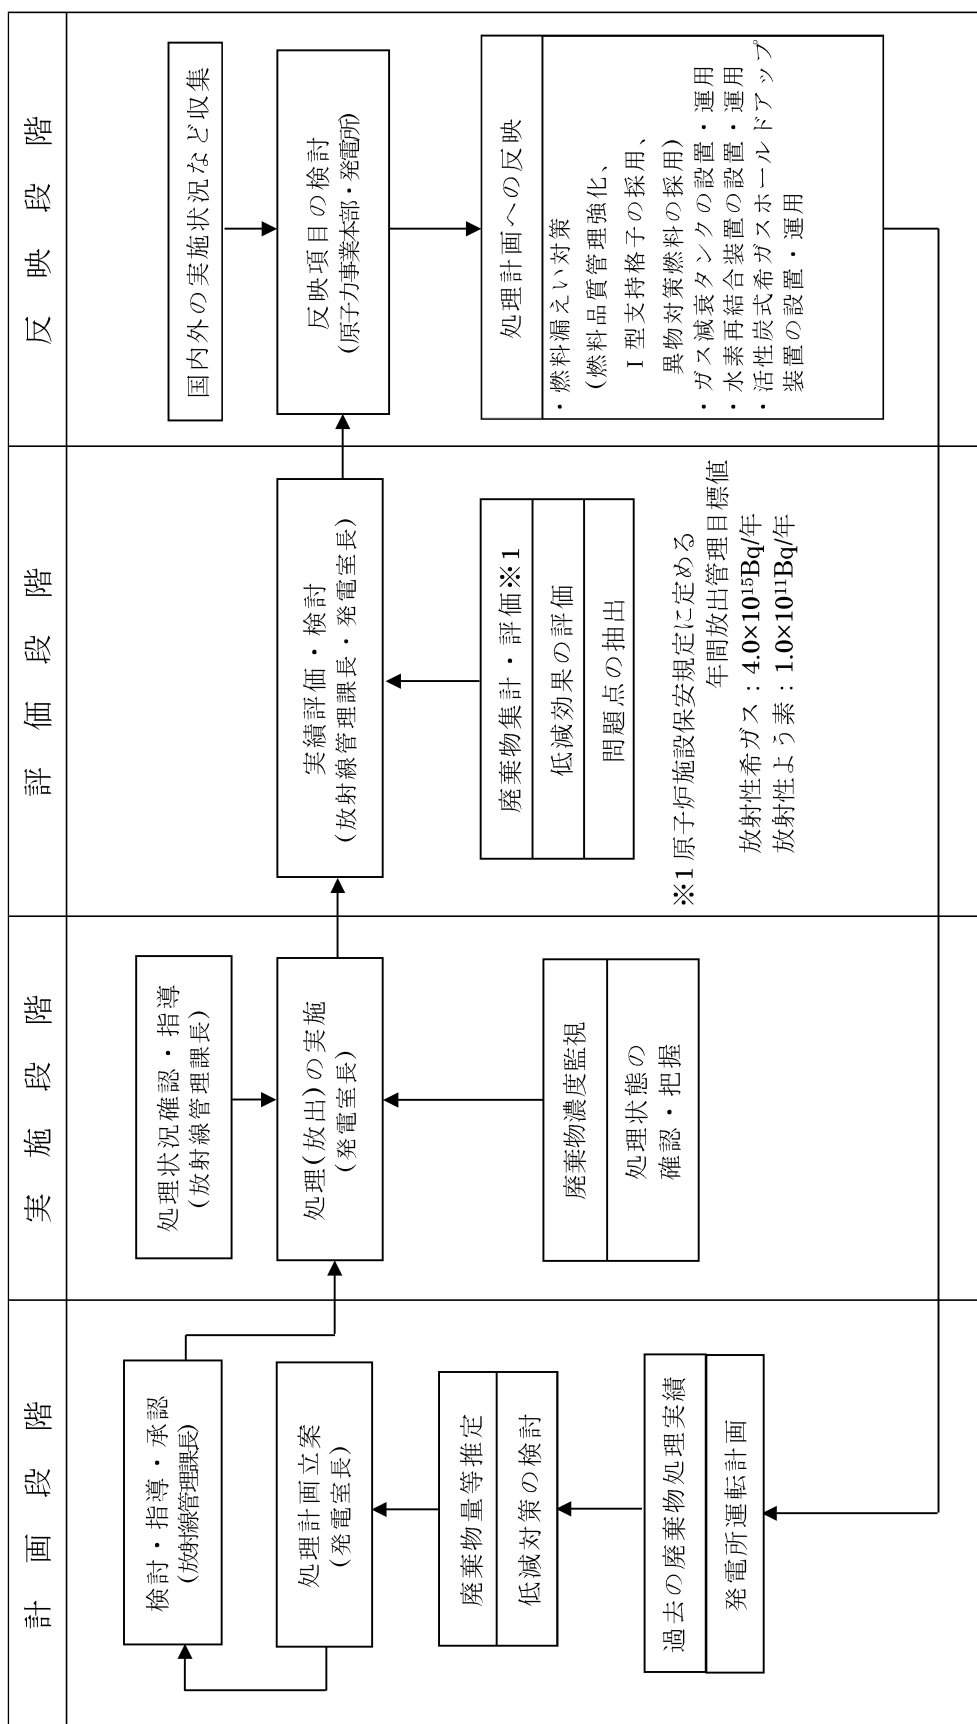 計画段階
検討・指導・承認
(放射線管理課長)
処理計画立案
(発電室長)
廃棄物量等推定
低減対策の検討
過去の廃棄物処理実績
発電所運転計画
実施段階
処理状況確認・指導
(放射線管理課長)
処理(放出)の実施
(発電室長)
廃棄物濃度監視
処理状態の
確認・把握
評価段階
実績評価・検討
(放射線管理課長・発電室長)
廃棄物集計・評価※1
低減効果の評価
問題点の抽出
※1 原子炉施設保安規定に定める
年間放出管理目標値
放射性希ガス：4.0×10¹⁵Bq/年
放射性よう素：1.0×10¹¹Bq/年
反映段階
国内外の実施状況など収集
反映項目の検討
(原子力事業本部・発電所)
処理計画への反映
・燃料漏えい対策
(燃料品質管理強化、
I 型支持格子の採用、
異物対策燃料の採用)
・ガス減衰タンクの設置・運用
・水素再結合装置の設置・運用
・活性炭式希ガスホールドアップ
装置の設置・運用